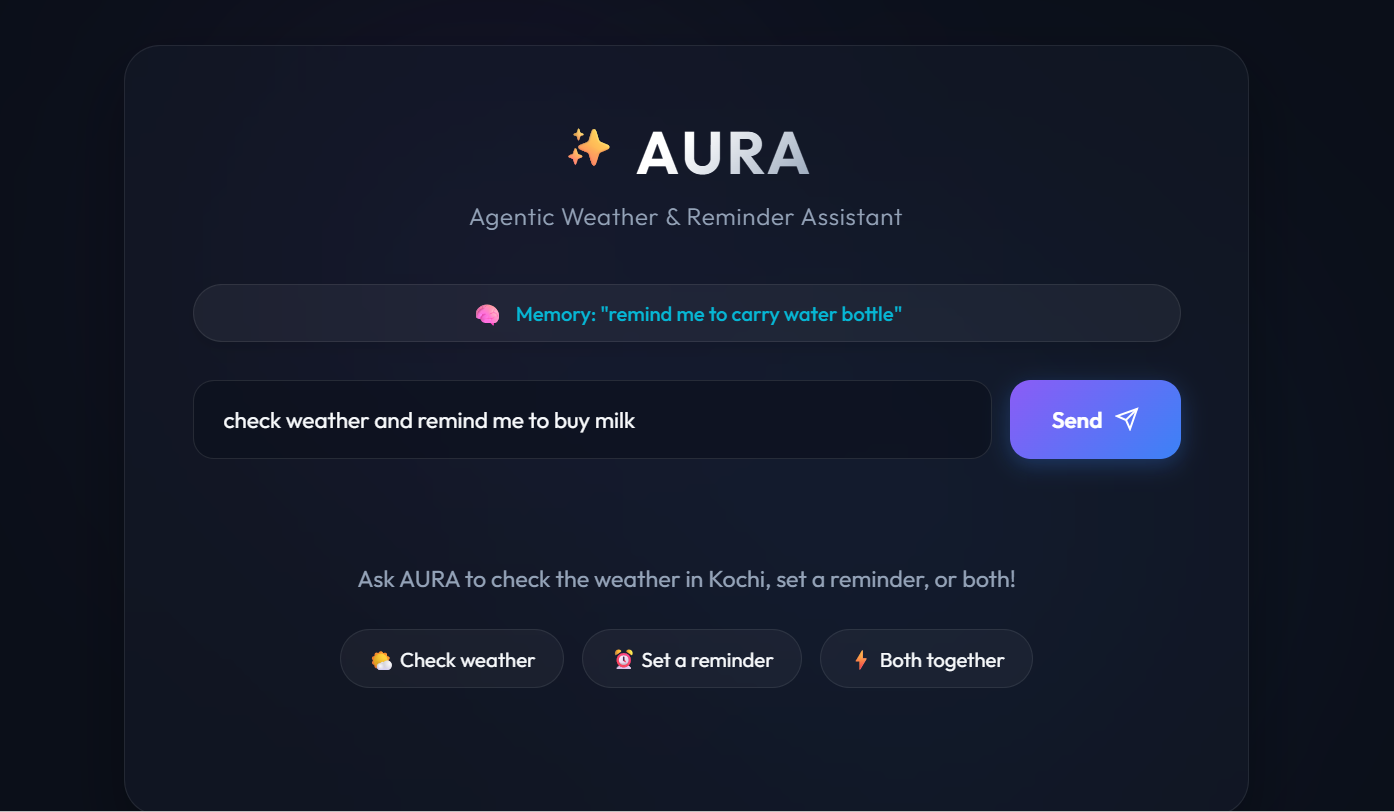 AURA
Agentic Weather & Reminder Assistant
Memory: "remind me to carry water bottle"
check weather and remind me to buy milk
Send
Ask AURA to check the weather in Kochi, set a reminder, or both!
Check weather
Set a reminder
Both together